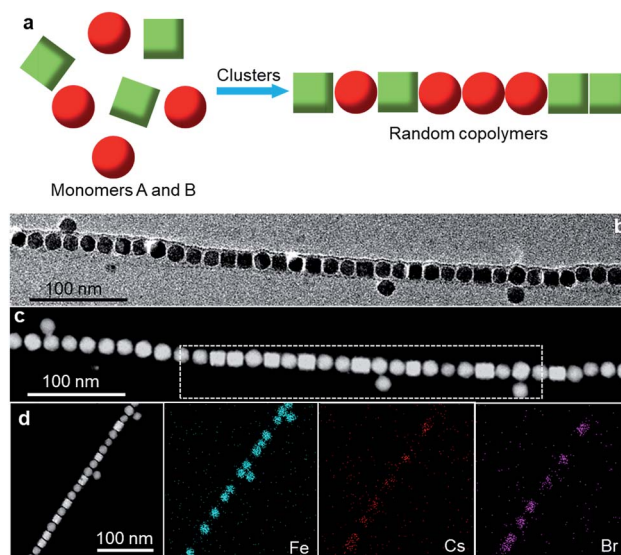 a
Clusters
Monomers A and B
Random copolymers
b
100 nm
c
100 nm
d
100 nm
Fe
Cs
Br